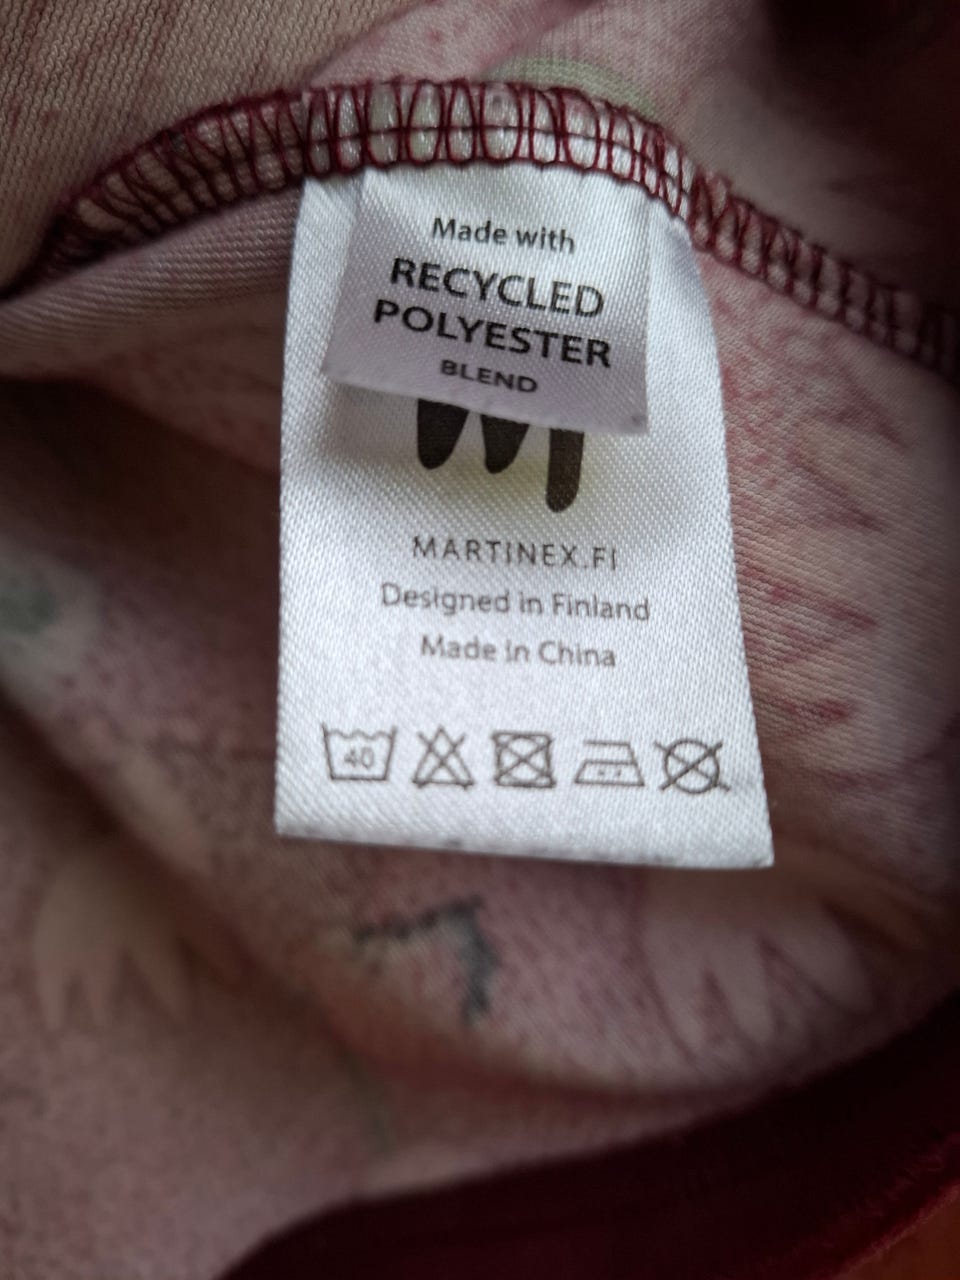 Made with
RECYCLED
POLYESTER
BLEND
MARTINEX.FI
Designed in Finland
Made in China
40